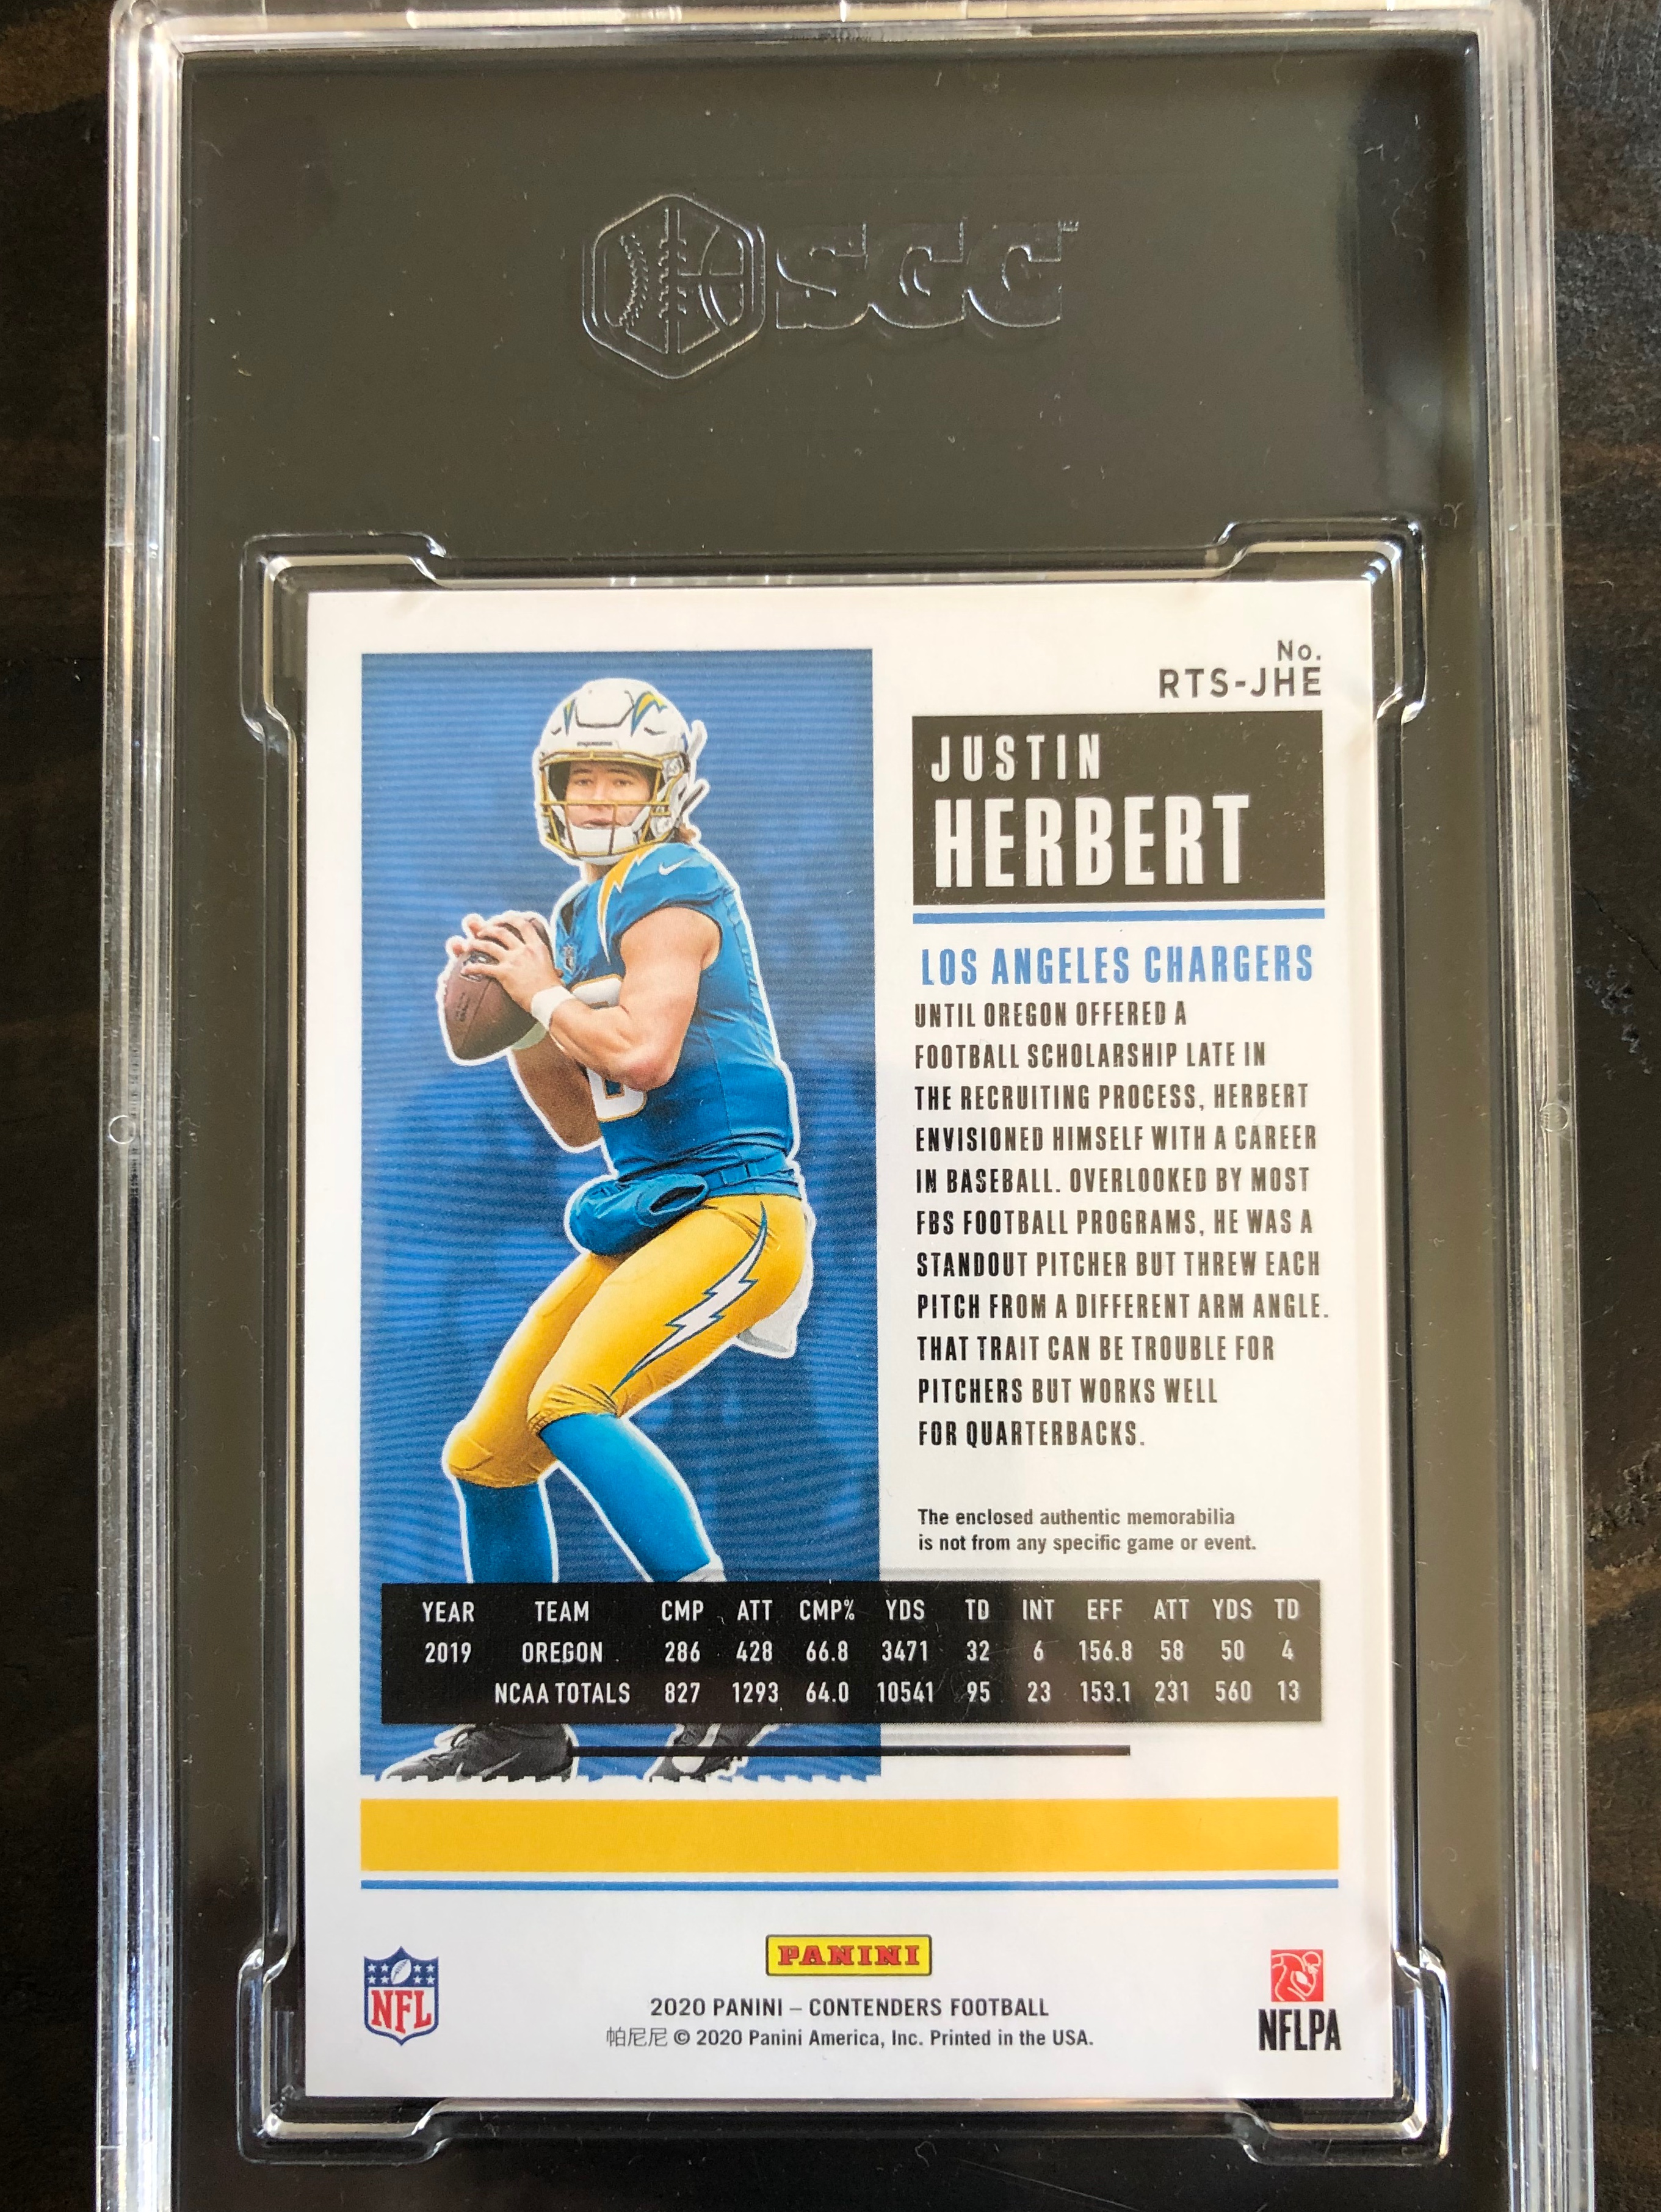 SGC
No.
RTS-JHE
JUSTIN
HERBERT
LOS ANGELES CHARGERS
UNTIL OREGON OFFERED A
FOOTBALL SCHOLARSHIP LATE IN
THE RECRUITING PROCESS, HERBERT
ENVISIONED HIMSELF WITH A CAREER
IN BASEBALL. OVERLOOKED BY MOST
FBS FOOTBALL PROGRAMS, HE WAS A
STANDOUT PITCHER BUT THREW EACH
PITCH FROM A DIFFERENT ARM ANGLE.
THAT TRAIT CAN BE TROUBLE FOR
PITCHERS BUT WORKS WELL
FOR QUARTERBACKS.
The enclosed authentic memorabilia
is not from any specific game or event.
YEAR TEAM CMP ATT CMP% YDS TD INT EFF ATT YDS TD
2019 OREGON 286 428 66.8 3471 32 6 156.8 58 50 4
NCAA TOTALS 827 1293 64.0 10541 95 23 153.1 231 560 13
PANINI
NFL
2020 PANINI – CONTENDERS FOOTBALL
帕尼尼 © 2020 Panini America, Inc. Printed in the USA.
NFLPA